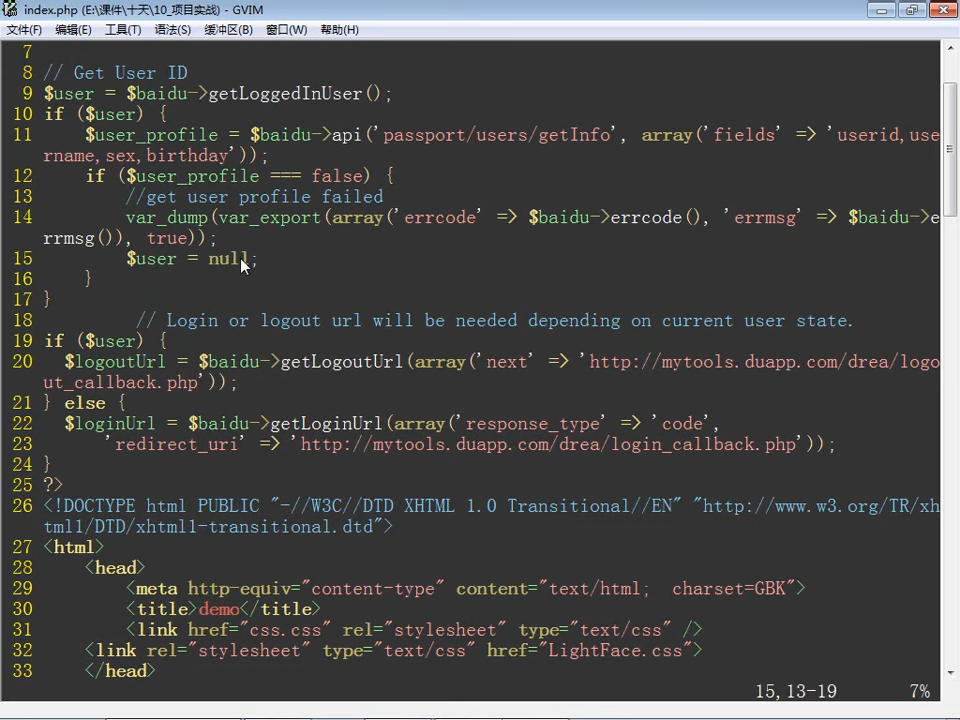 index.php (E:\课件\十天\10_项目实战) - GVIM
文件(F) 编辑(E) 工具(T) 语法(S) 缓冲区(B) 窗口(W) 帮助(H)
7
8 // Get User ID
9 $user = $baidu->getLoggedInUser();
10 if ($user) {
11     $user_profile = $baidu->api('passport/users/getInfo', array('fields' => 'userid,use
rname,sex,birthday'));
12     if ($user_profile === false) {
13         //get user profile failed
14         var_dump(var_export(array('errcode' => $baidu->errcode(), 'errmsg' => $baidu->e
rrmsg()), true));
15         $user = null;
16     }
17 }
18          // Login or logout url will be needed depending on current user state.
19 if ($user) {
20   $logoutUrl = $baidu->getLogoutUrl(array('next' => 'http://mytools.duapp.com/drea/logo
ut_callback.php'));
21 } else {
22   $loginUrl = $baidu->getLoginUrl(array('response_type' => 'code',
23       'redirect_uri' => 'http://mytools.duapp.com/drea/login_callback.php'));
24 }
25 ?>
26 <!DOCTYPE html PUBLIC "-//W3C//DTD XHTML 1.0 Transitional//EN" "http://www.w3.org/TR/xh
tml1/DTD/xhtml1-transitional.dtd">
27 <html>
28     <head>
29         <meta http-equiv="content-type" content="text/html;  charset=GBK">
30         <title>demo</title>
31         <link href="css.css" rel="stylesheet" type="text/css" />
32     <link rel="stylesheet" type="text/css" href="LightFace.css">
33     </head>
15,13-19 7%